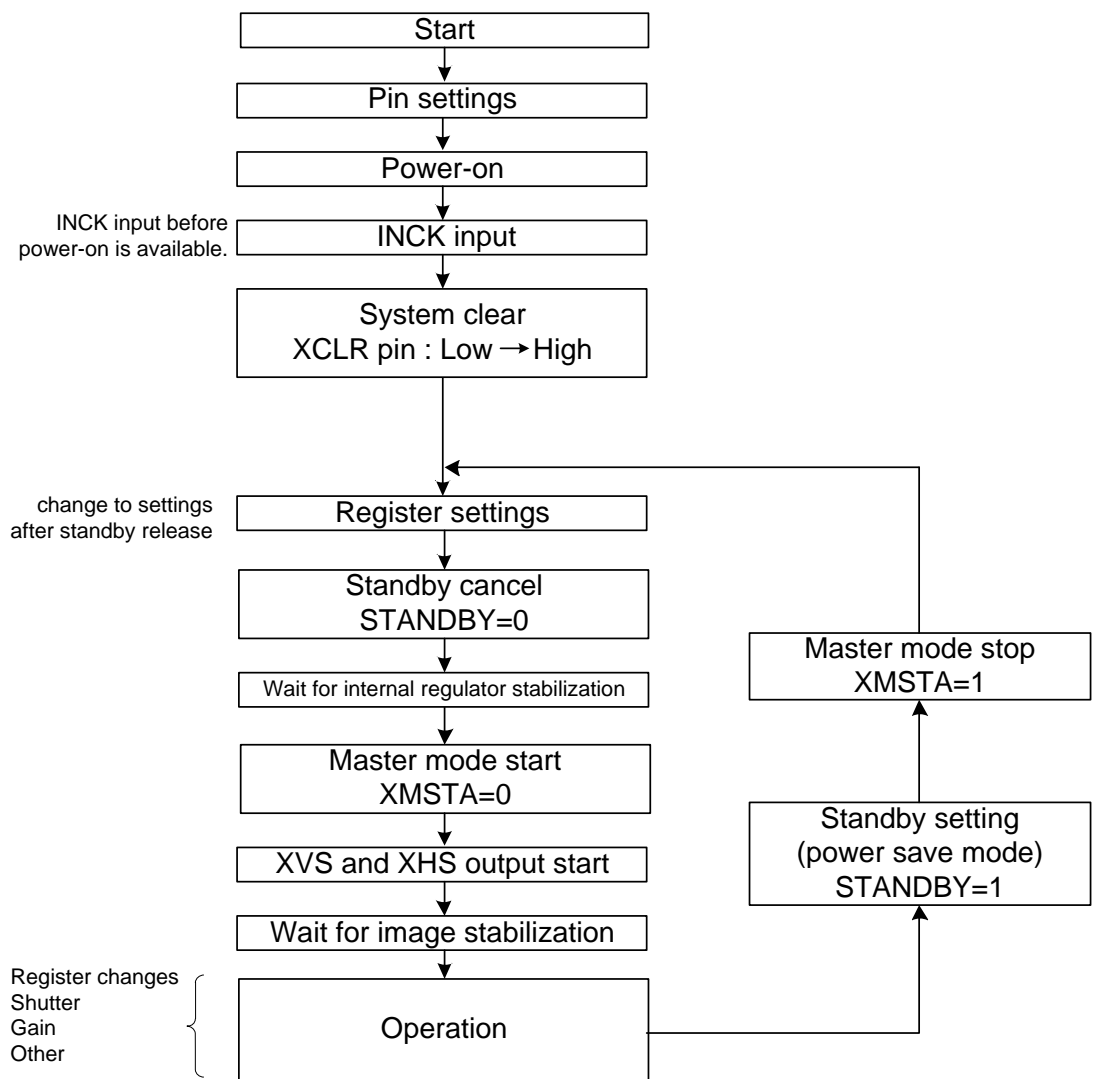 Start
Pin settings
Power-on
INCK input before
power-on is available.
INCK input
System clear
XCLR pin : Low → High
change to settings
after standby release
Register settings
Standby cancel
STANDBY=0
Wait for internal regulator stabilization
Master mode start
XMSTA=0
XVS and XHS output start
Wait for image stabilization
Register changes
Shutter
Gain
Other
Operation
Master mode stop
XMSTA=1
Standby setting
(power save mode)
STANDBY=1